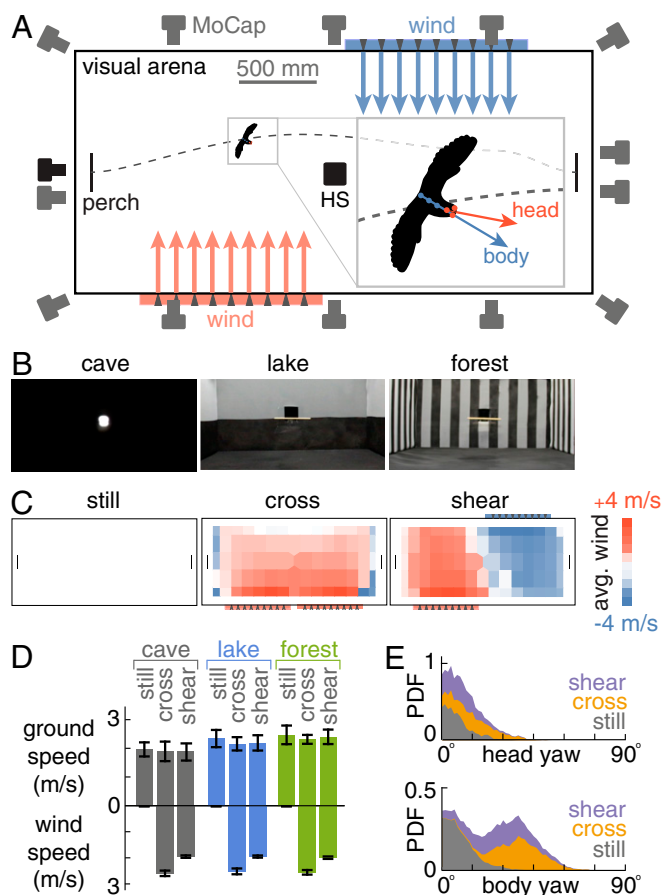 A
MoCap
wind
visual arena
500 mm
perch
HS
head
body
wind
B
cave
lake
forest
C
still
cross
shear
+4 m/s
avg. wind
-4 m/s
D
cave
lake
forest
still
cross
shear
still
cross
shear
still
cross
shear
3
ground
speed
(m/s)
0
wind
speed
(m/s)
3
E
1
PDF
shear
cross
still
0
0° head yaw 90°
0.5
PDF
shear
cross
still
0
0° body yaw 90°